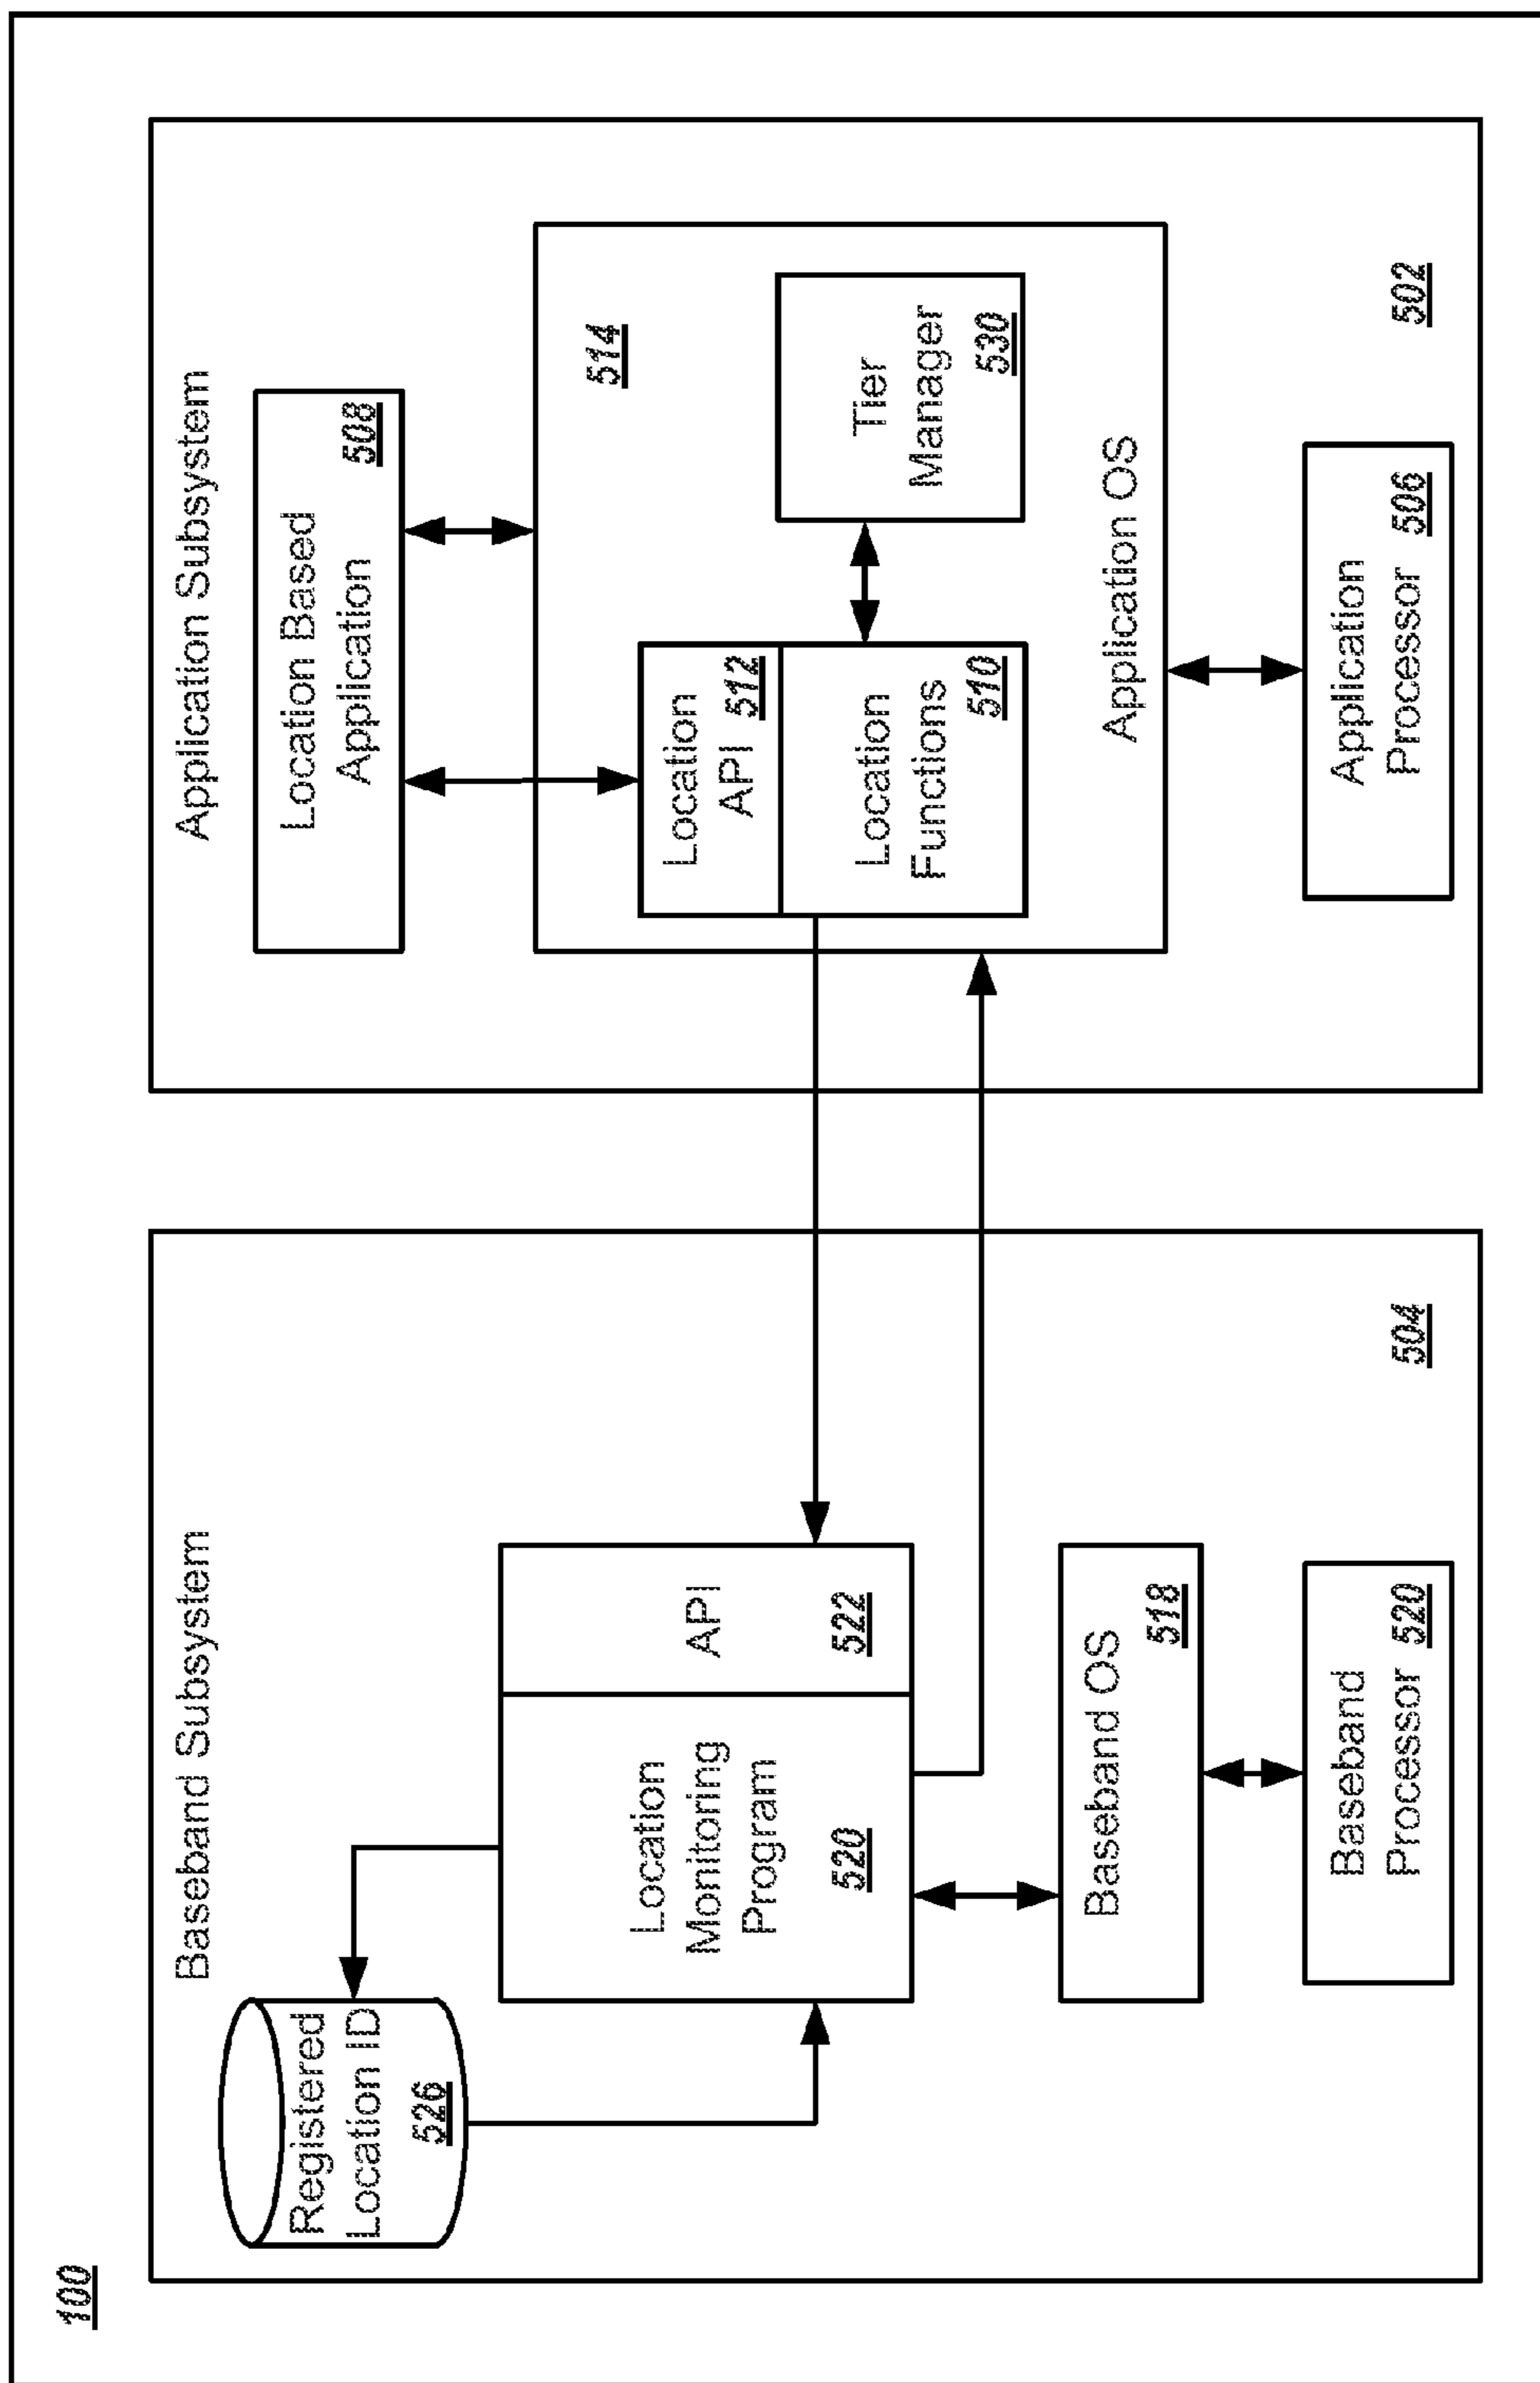 100
Baseband Subsystem
Registered
Location ID
526
Location
Monitoring
Program
520
API
522
Baseband OS
518
Baseband
Processor 520
504
Application Subsystem
Location Based
Application
508
514
Location
API 512
Location
Functions
510
Tier
Manager
530
Application OS
Application
Processor 506
502